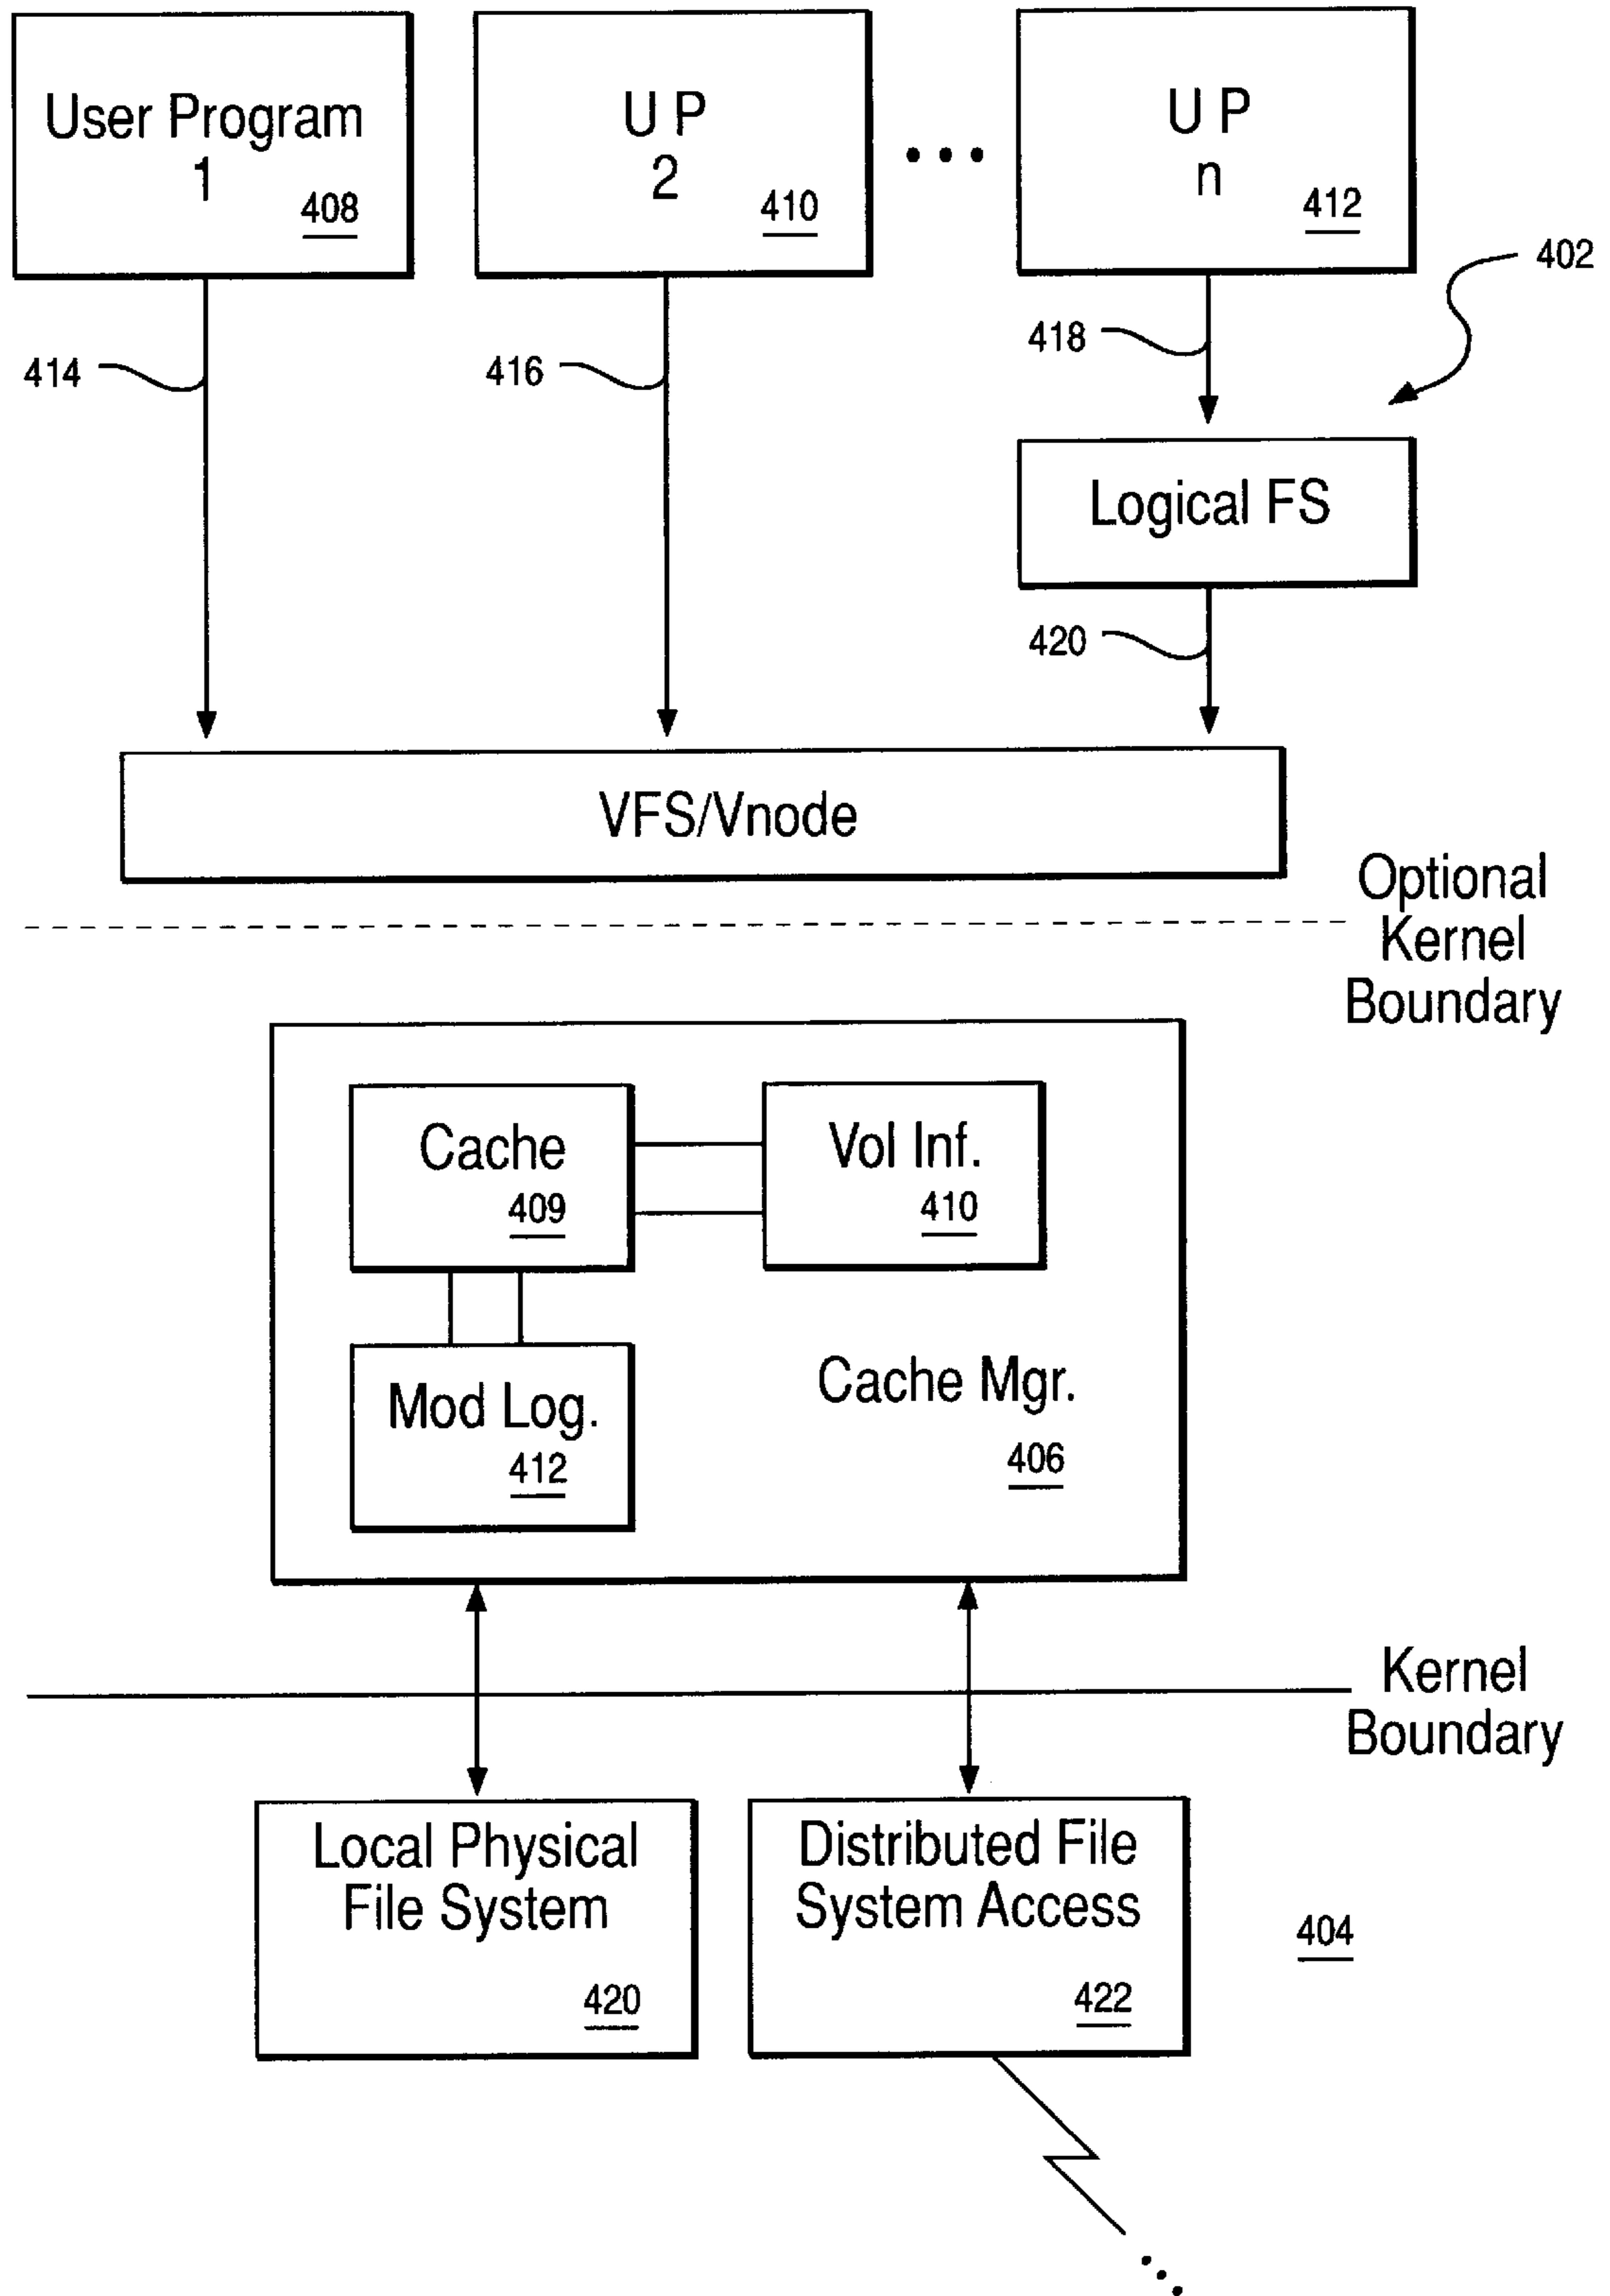 User Program
1
408
U P
2
410
U P
n
412
402
414
416
418
Logical FS
420
VFS/Vnode
Optional
Kernel
Boundary
Cache
409
Vol Inf.
410
Mod Log.
412
Cache Mgr.
406
Kernel
Boundary
Local Physical
File System
420
Distributed File
System Access
422
404